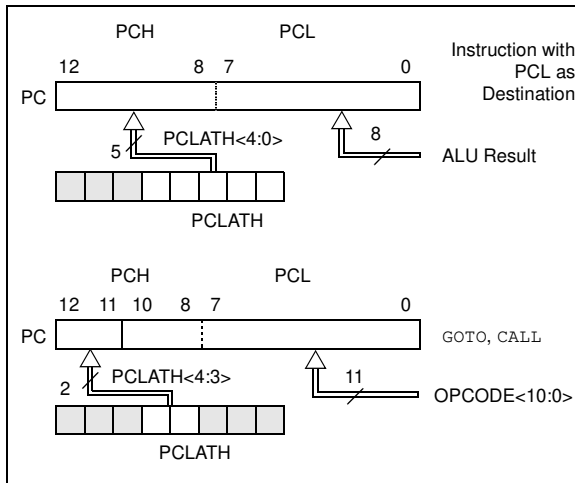 PCH PCL
12 8 7 0
Instruction with
PCL as
Destination
PC
5 PCLATH<4:0> 8
ALU Result
PCLATH
PCH PCL
12 11 10 8 7 0
PC GOTO, CALL
2 PCLATH<4:3> 11
OPCODE<10:0>
PCLATH